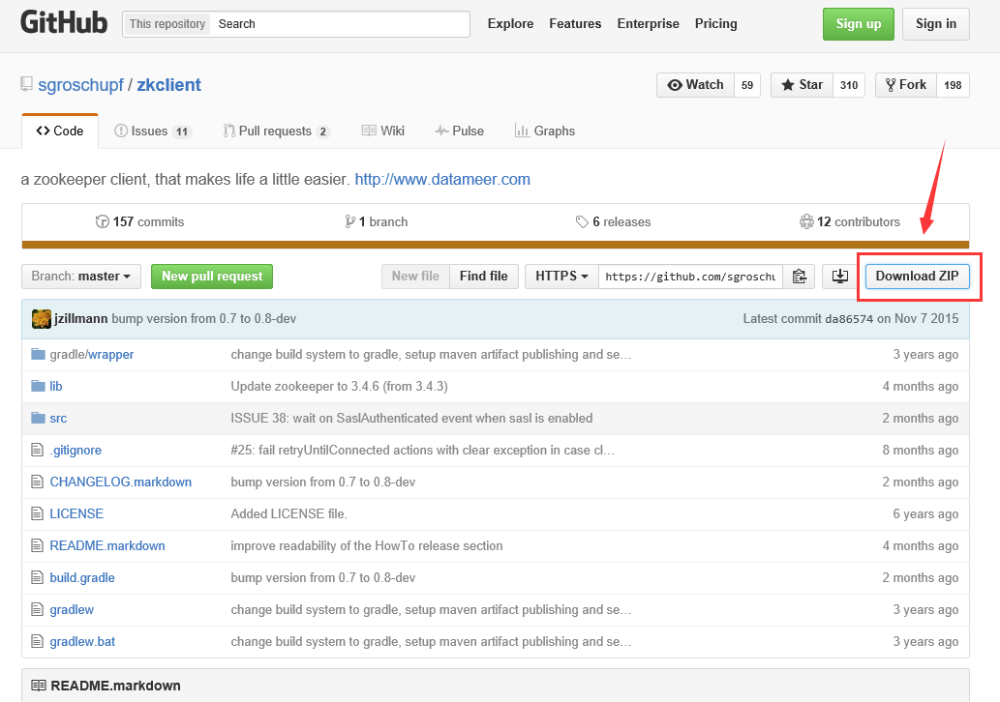 GitHub This repository Search Explore Features Enterprise Pricing Sign up Sign in
sgroschupf / zkclient Watch 59 Star 310 Fork 198
Code Issues 11 Pull requests 2 Wiki Pulse Graphs
a zookeeper client, that makes life a little easier. http://www.datameer.com
157 commits 1 branch 6 releases 12 contributors
Branch: master New pull request New file Find file HTTPS https://github.com/sgroschu Download ZIP
jzillmann bump version from 0.7 to 0.8-dev Latest commit da86574 on Nov 7 2015
gradle/wrapper change build system to gradle, setup maven artifact publishing and se… 3 years ago
lib Update zookeeper to 3.4.6 (from 3.4.3) 4 months ago
src ISSUE 38: wait on SaslAuthenticated event when sasl is enabled 2 months ago
.gitignore #25: fail retryUntilConnected actions with clear exception in case cl… 8 months ago
CHANGELOG.markdown bump version from 0.7 to 0.8-dev 2 months ago
LICENSE Added LICENSE file. 6 years ago
README.markdown improve readability of the HowTo release section 4 months ago
build.gradle bump version from 0.7 to 0.8-dev 2 months ago
gradlew change build system to gradle, setup maven artifact publishing and se… 3 years ago
gradlew.bat change build system to gradle, setup maven artifact publishing and se… 3 years ago
README.markdown